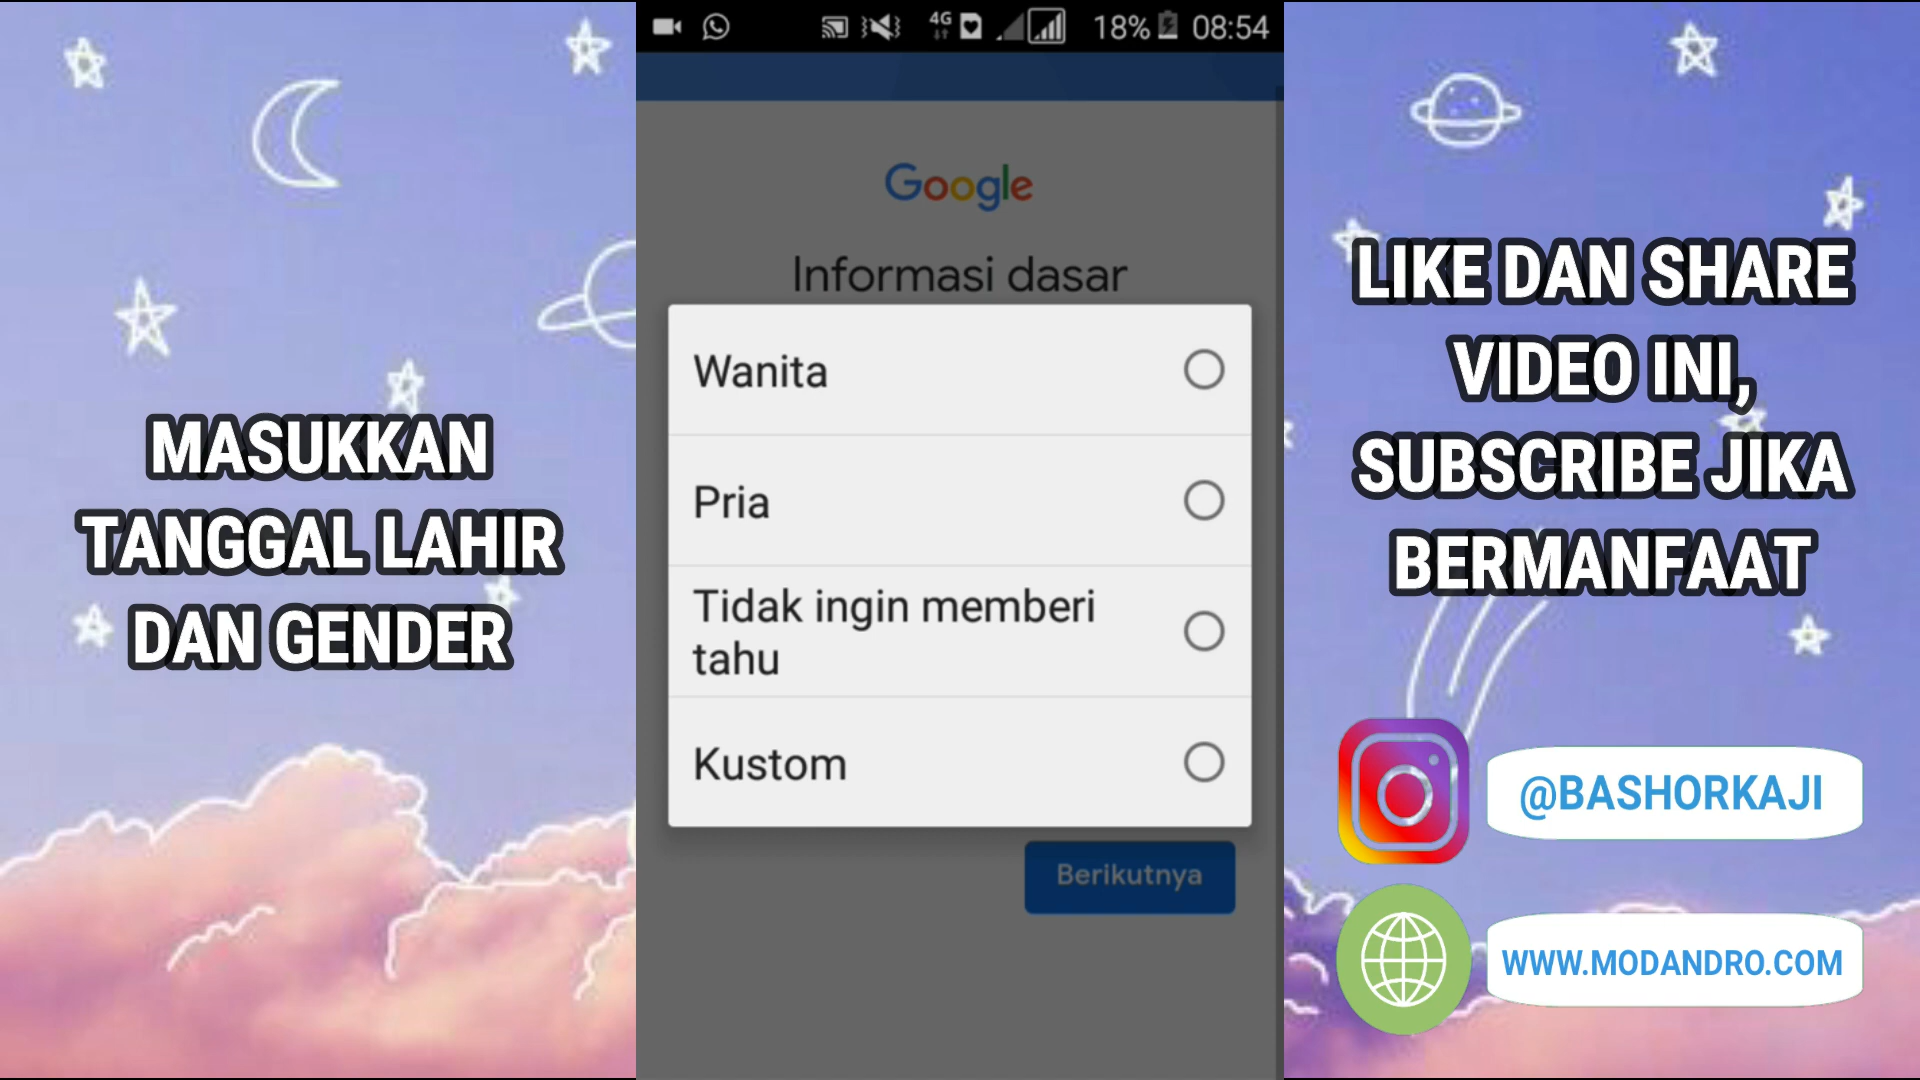 MASUKKAN
TANGGAL LAHIR
DAN GENDER
4G
18%
08:54
Google
Informasi dasar
Wanita
Pria
Tidak ingin memberi
tahu
Kustom
Berikutnya
LIKE DAN SHARE
VIDEO INI,
SUBSCRIBE JIKA
BERMANFAAT
@BASHORKAJI
WWW.MODANDRO.COM